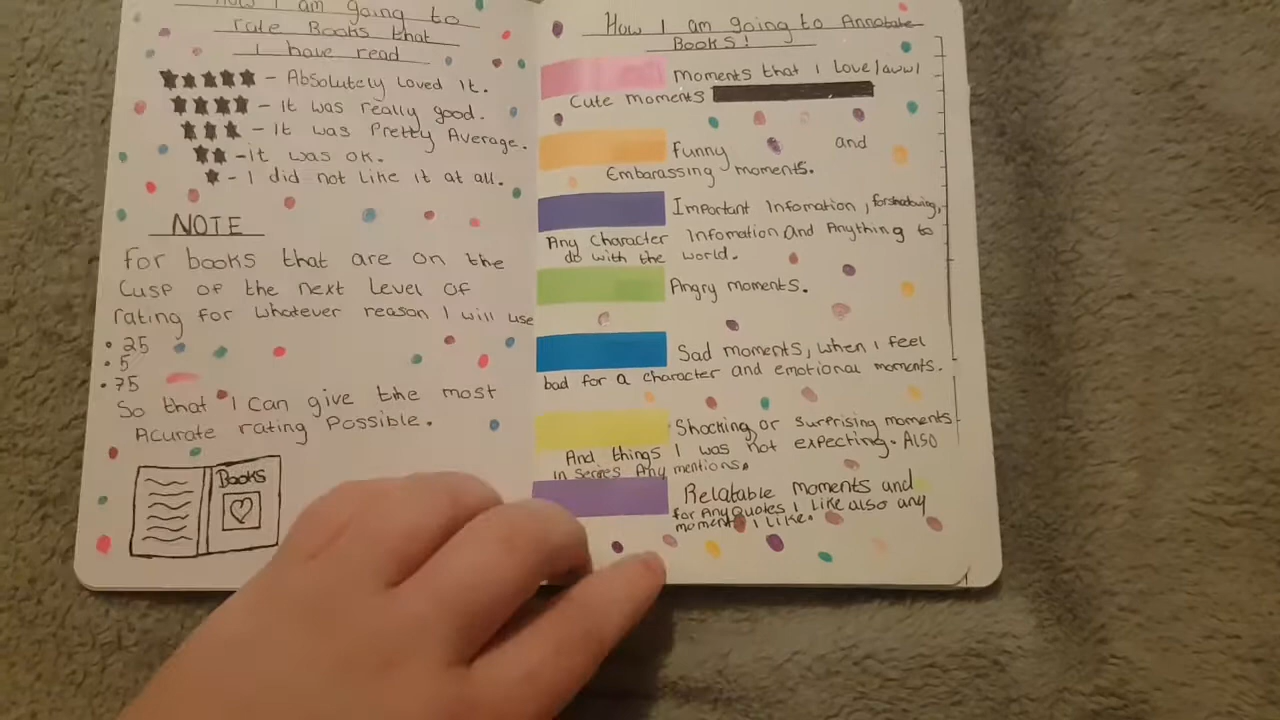 How I am going to
rate Books that
I have read
- Absolutely Loved It.
- It was really good.
- It was Pretty Average.
- it was ok.
- I did not like it at all.
NOTE
for books that are on the
Cusp of the next level of
rating for whatever reason I will use
• 25
• 5
• 75
So that I can give the most
Acurate rating Possible.
Books
How I am going to Annotate
Books!
moments that I love/aww/
Cute moments
Funny and
Embarassing moments.
Important Infomation, forshadowing,
Any Character Infomation and Anything to
do with the world.
Angry moments.
Sad moments, when I feel
bad for a character and emotional moments.
Shocking or surprising moments
And things I was not expecting. Also
in series Any mentions.
Relatable moments and
for Any Quotes I like also any
moment I like.